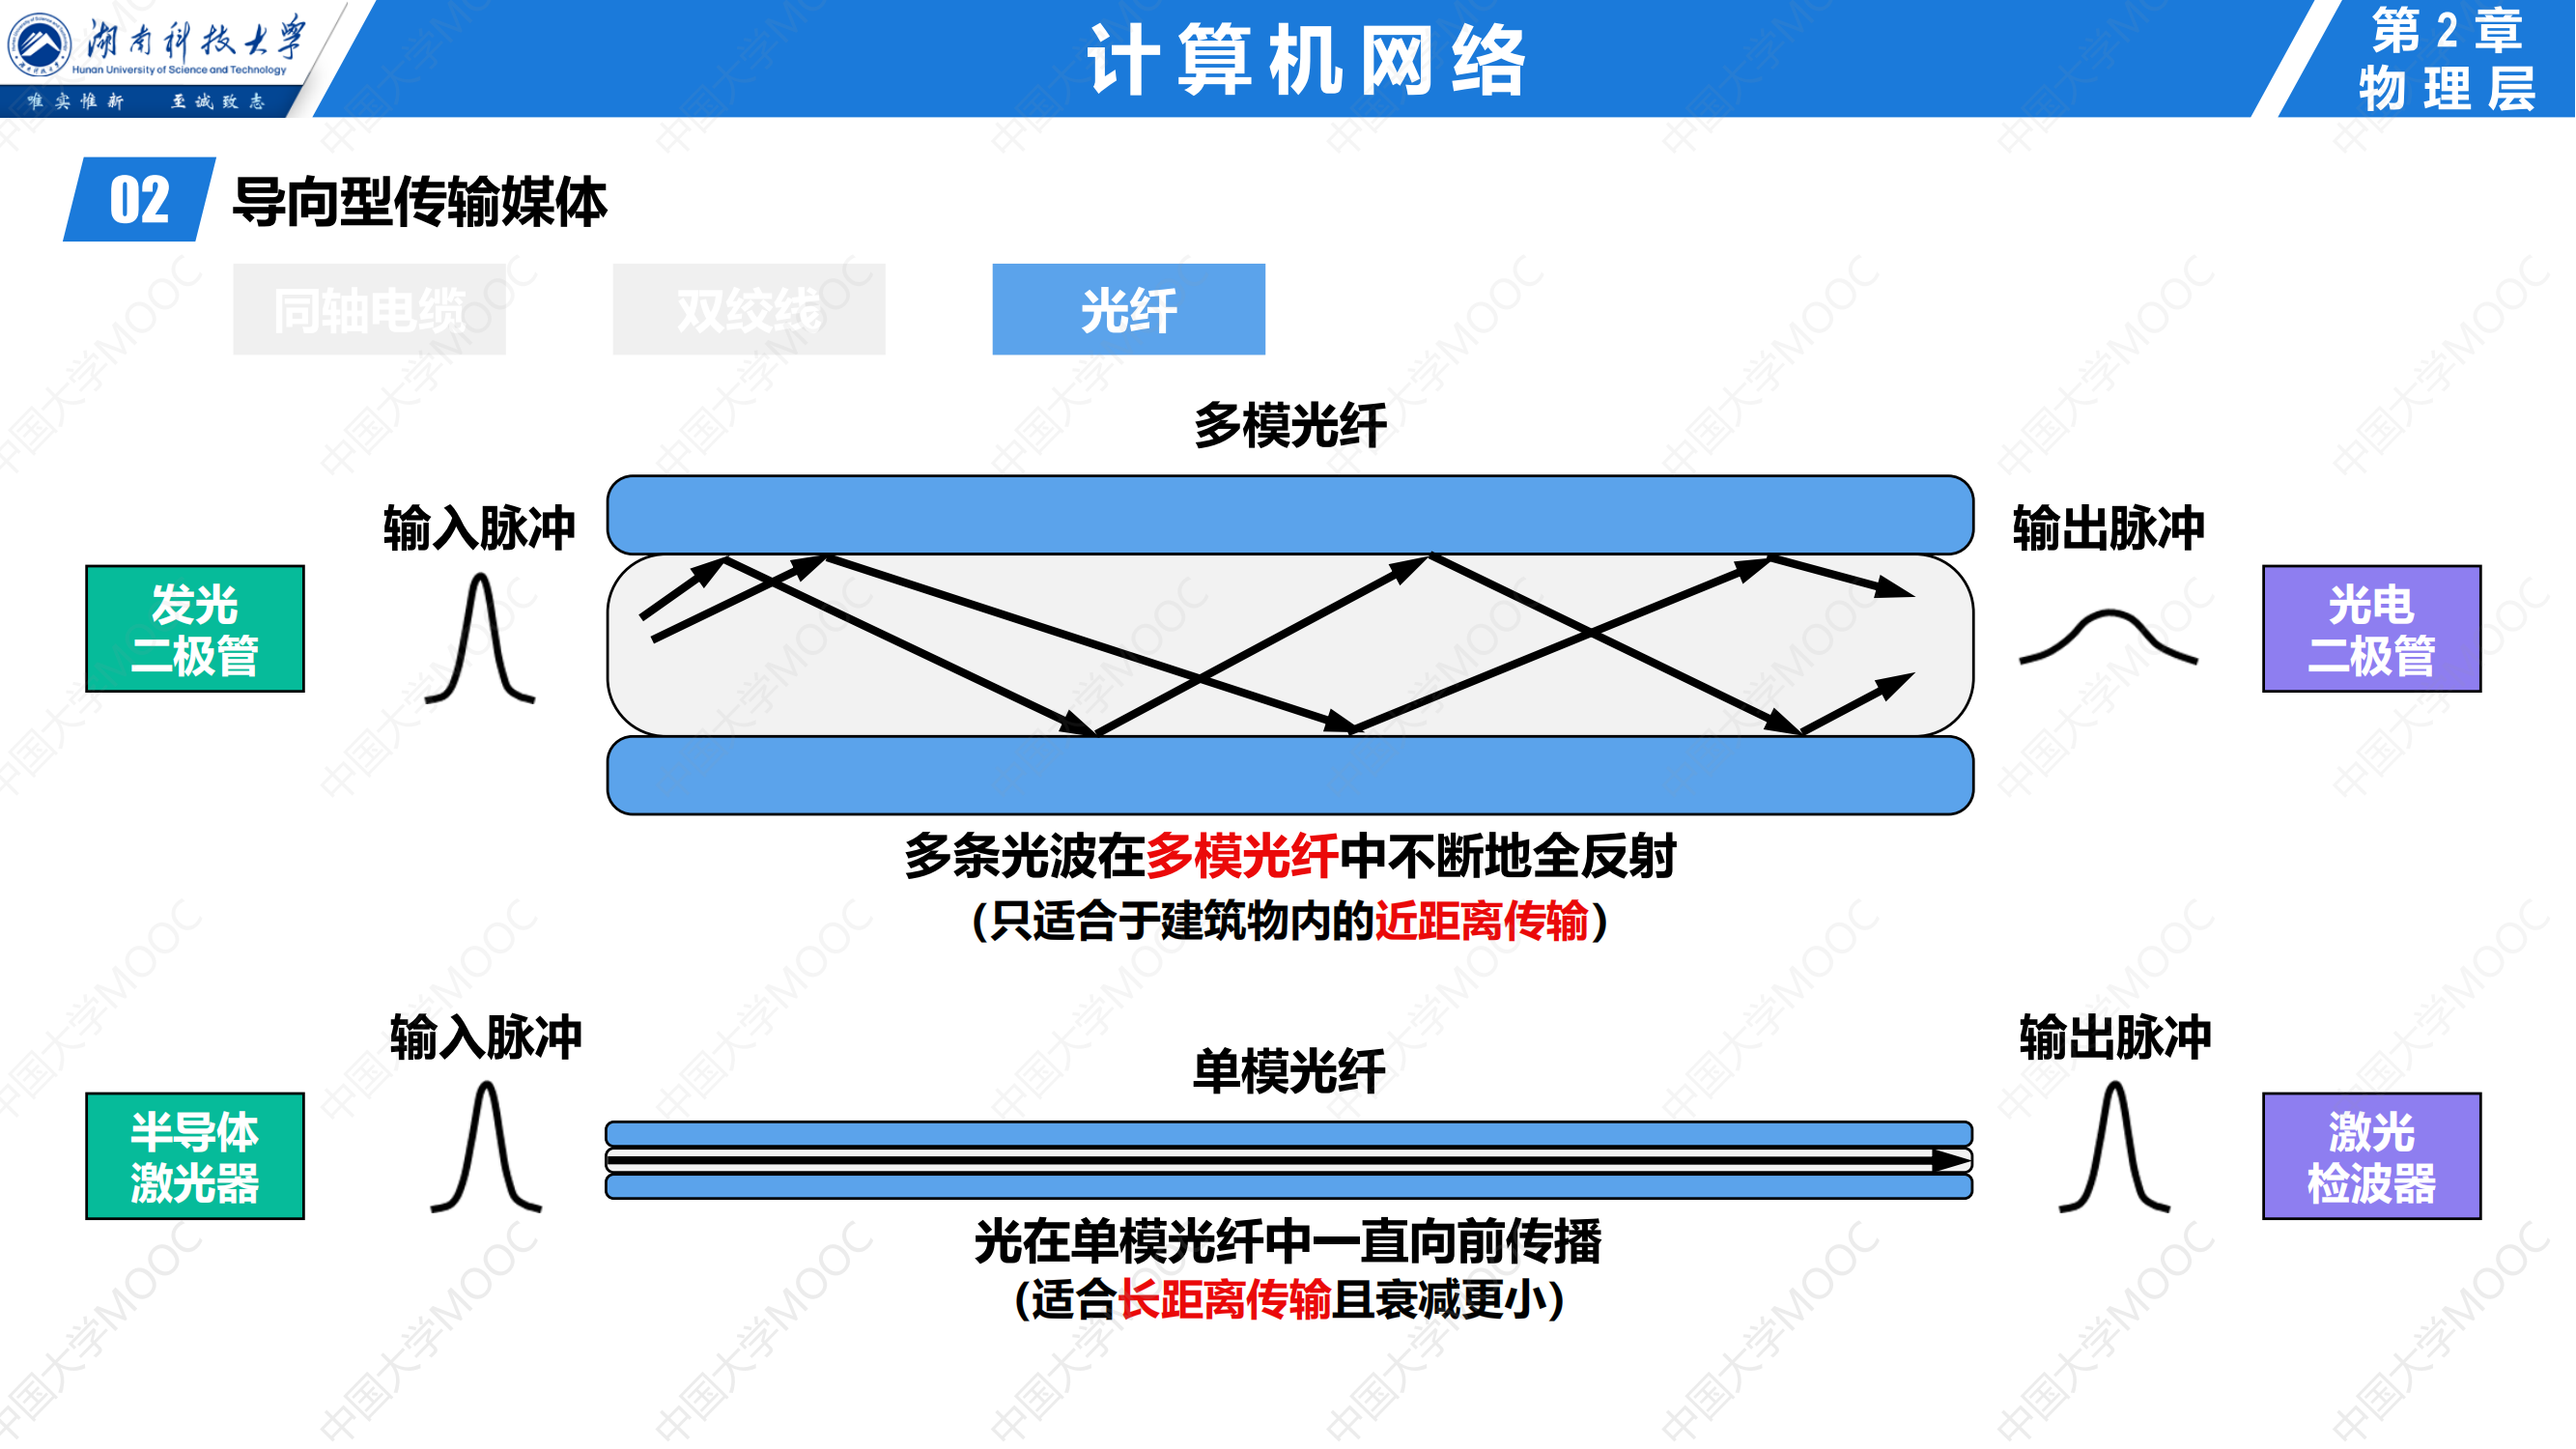 湖南科技大学
Hunan University of Science and Technology
唯实惟新 至诚致志
计算机网络
第2章
物理层
02 导向型传输媒体
同轴电缆 双绞线 光纤
多模光纤
输入脉冲
输出脉冲
发光
二极管
光电
二极管
多条光波在多模光纤中不断地全反射
(只适合于建筑物内的近距离传输)
输入脉冲
输出脉冲
单模光纤
半导体
激光器
激光
检波器
光在单模光纤中一直向前传播
(适合长距离传输且衰减更小)
中国大学MOOC